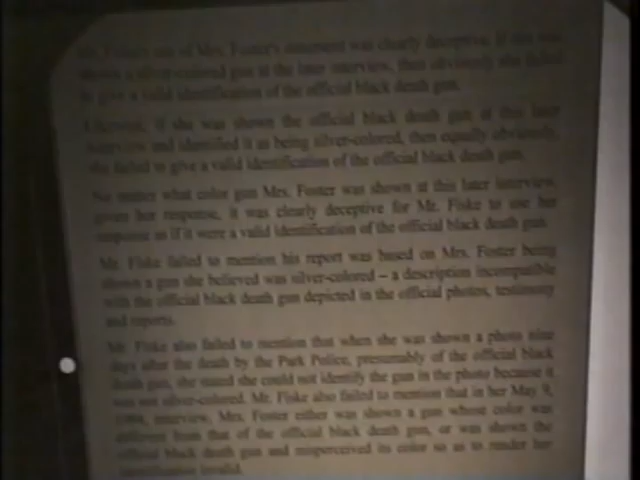 Mr. Fiske's use of Mrs. Foster's statement was clearly deceptive. If she was
shown a silver-colored gun at the later interview, then obviously she failed
to give a valid identification of the official black death gun.
Likewise, if she was shown the official black death gun at this later
interview and identified it as being silver-colored, then equally obviously,
she failed to give a valid identification of the official black death gun.
No matter what color gun Mrs. Foster was shown at this later interview,
given her response, it was clearly deceptive for Mr. Fiske to use her
response as if it were a valid identification of the official black death gun.
Mr. Fiske failed to mention his report was based on Mrs. Foster being
shown a gun she believed was silver-colored – a description incompatible
with the official black death gun depicted in the official photos, testimony
and reports.
Mr. Fiske also failed to mention that when she was shown a photo nine
days after the death by the Park Police, presumably of the official black
death gun, she stated she could not identify the gun in the photo because it
was not silver-colored. Mr. Fiske also failed to mention that in her May 9,
1994, interview, Mrs. Foster either was shown a gun whose color was
different from that of the official black death gun, or was shown the
official black death gun and misperceived its color so as to render her
identification invalid.